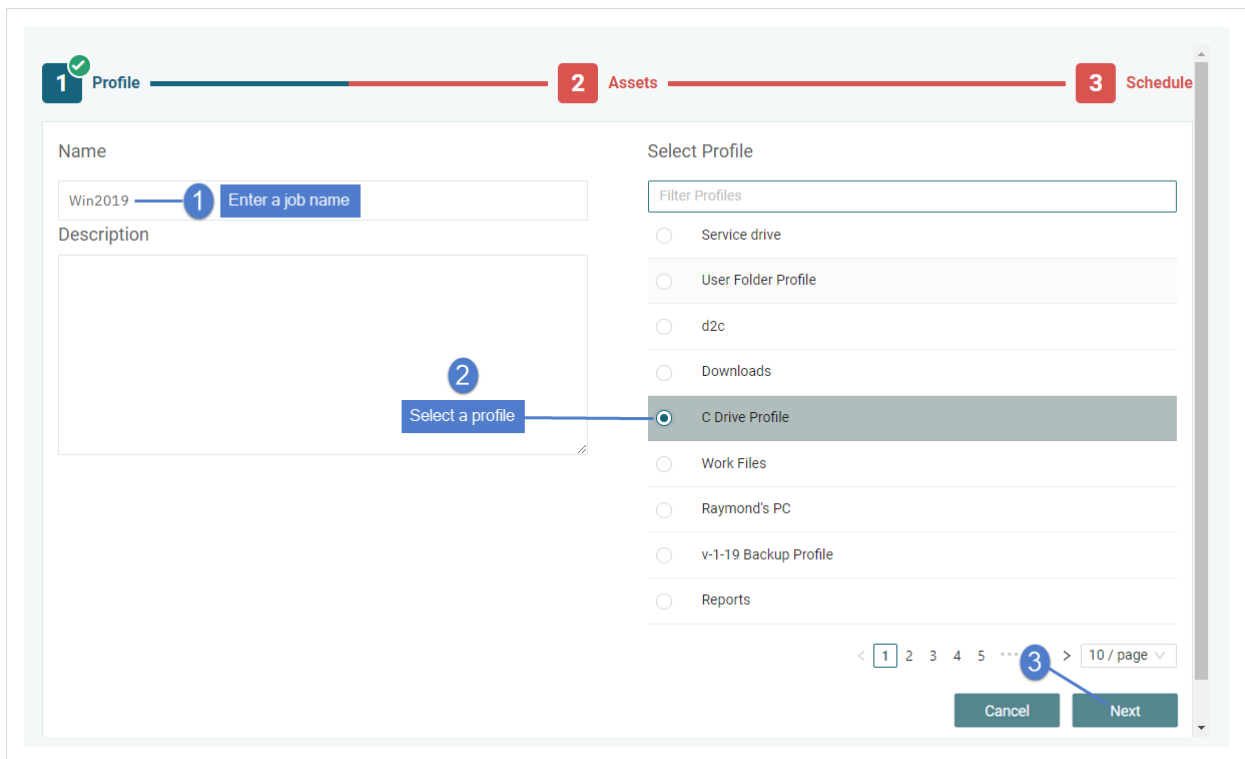 1 Profile 2 Assets 3 Schedule
Name
Win2019 1 Enter a job name
Description
2
Select a profile
Select Profile
Filter Profiles
Service drive
User Folder Profile
d2c
Downloads
C Drive Profile
Work Files
Raymond's PC
v-1-19 Backup Profile
Reports
< 1 2 3 4 5 ••• > 10 / page
3
Cancel Next